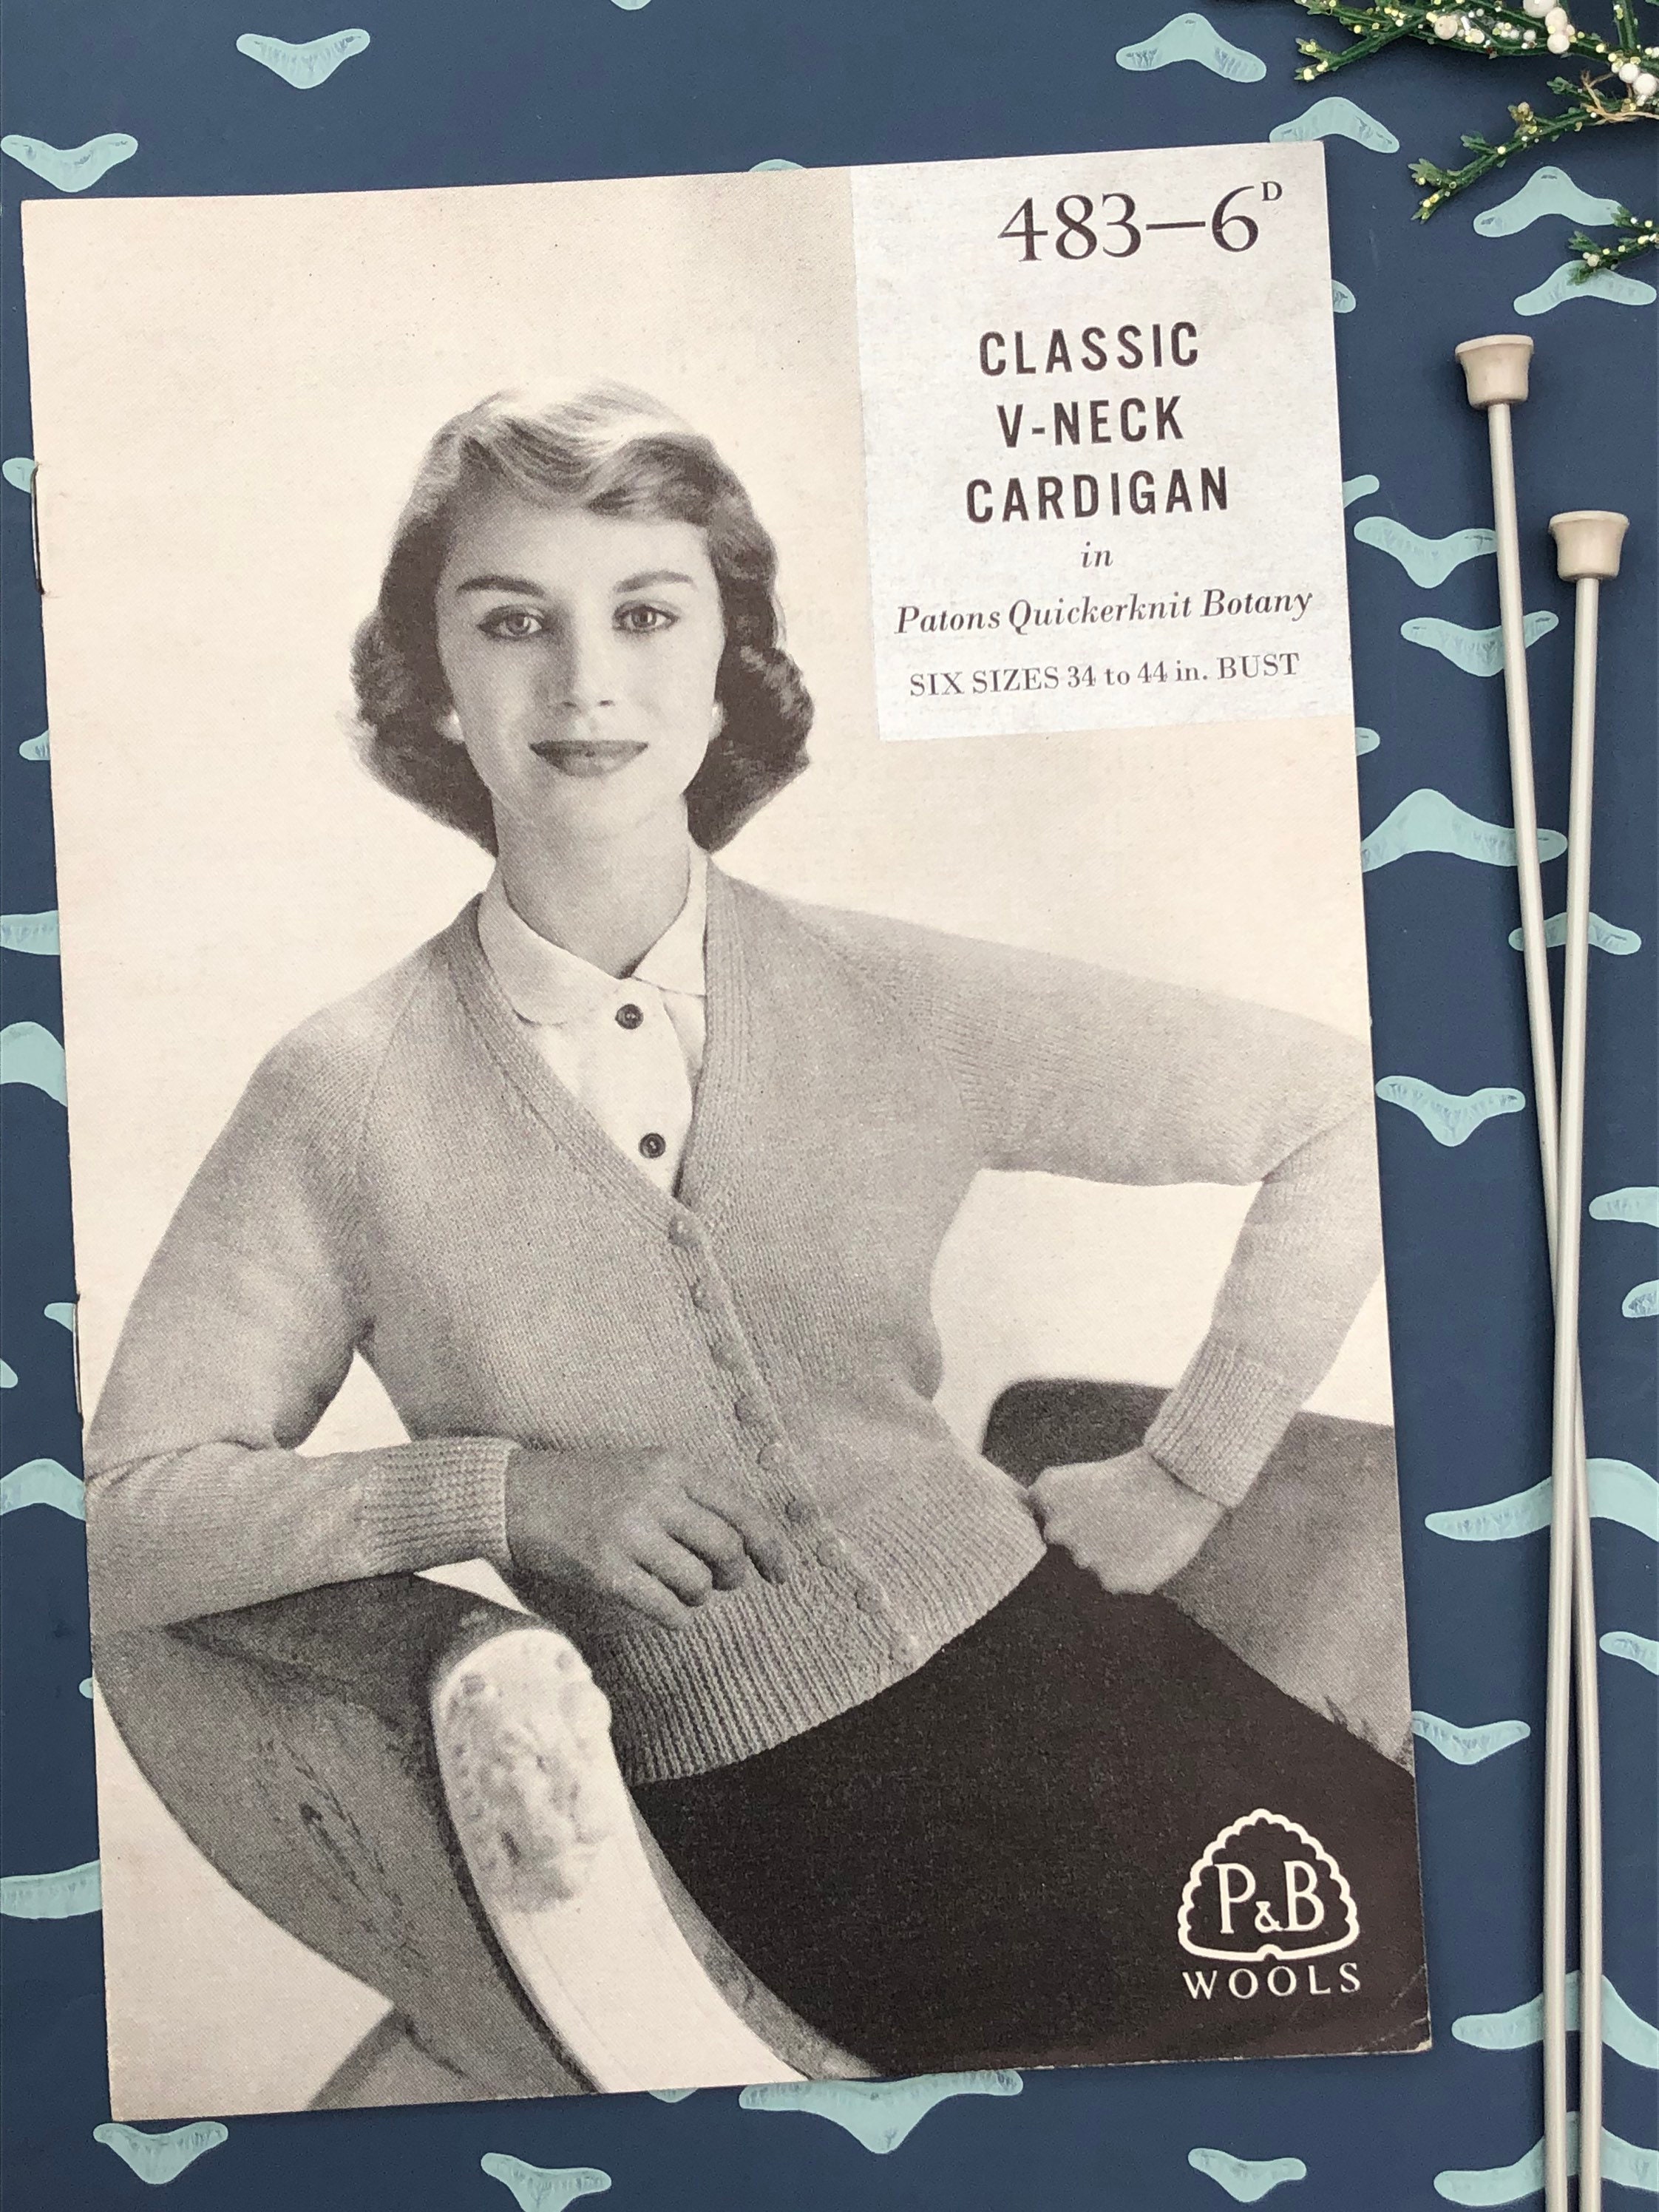 483–6ᴰ
CLASSIC
V-NECK
CARDIGAN
in
Patons Quickerknit Botany
SIX SIZES 34 to 44 in. BUST
P&B
WOOLS